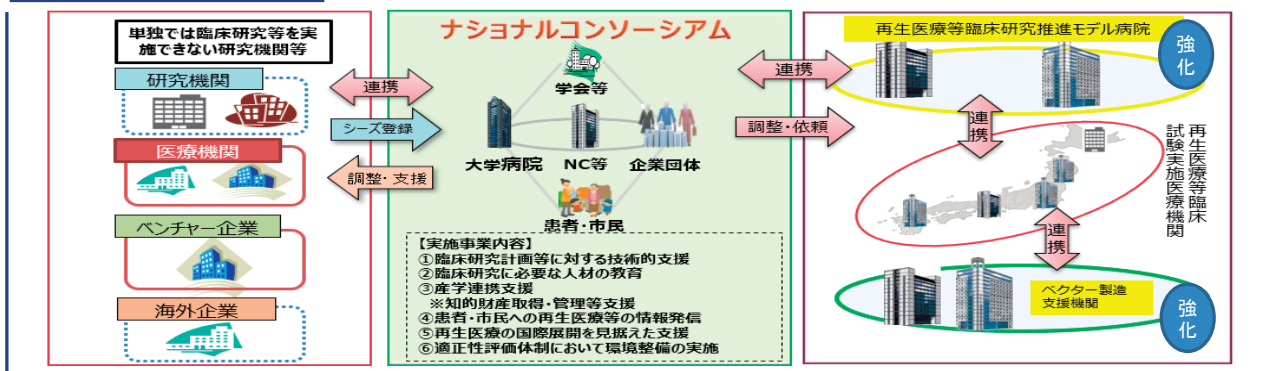 単独では臨床研究等を実
施できない研究機関等
研究機関
医療機関
ベンチャー企業
海外企業
連携
シーズ登録
調整・支援
ナショナルコンソーシアム
学会等
大学病院
NC等
企業団体
患者・市民
【実施事業内容】
①臨床研究計画等に対する技術的支援
②臨床研究に必要な人材の教育
③産学連携支援
※知的財産取得・管理等支援
④患者・市民への再生医療等の情報発信
⑤再生医療の国際展開を見据えた支援
⑥適正性評価体制において環境整備の実施
連携
調整・依頼
再生医療等臨床研究推進モデル病院
強化
連携
再生医療等臨床
試験実施医療機関
連携
ベクター製造
支援機関
強化